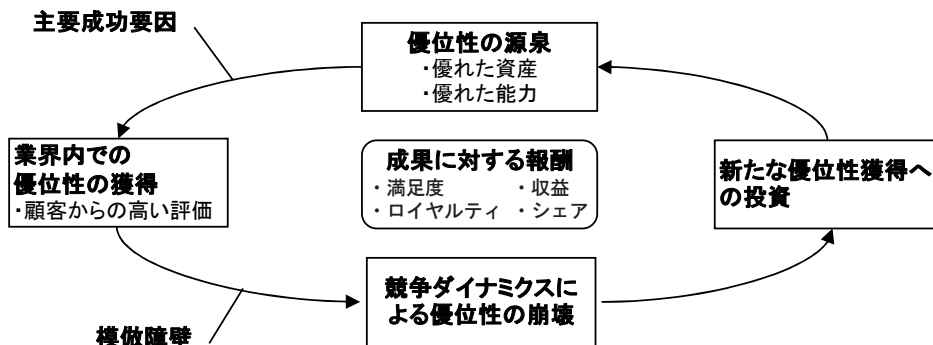 主要成功要因
優位性の源泉
・優れた資産
・優れた能力
業界内での
優位性の獲得
・顧客からの高い評価
成果に対する報酬
・満足度 ・収益
・ロイヤルティ ・シェア
新たな優位性獲得へ
の投資
競争ダイナミクスに
よる優位性の崩壊
模倣障壁